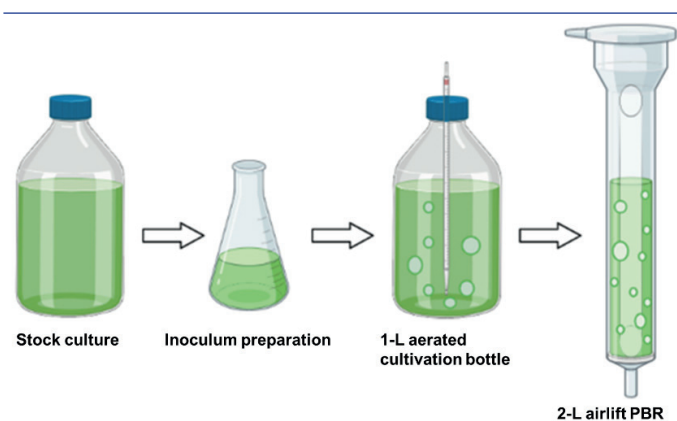 Stock culture
Inoculum preparation
1-L aerated
cultivation bottle
2-L airlift PBR